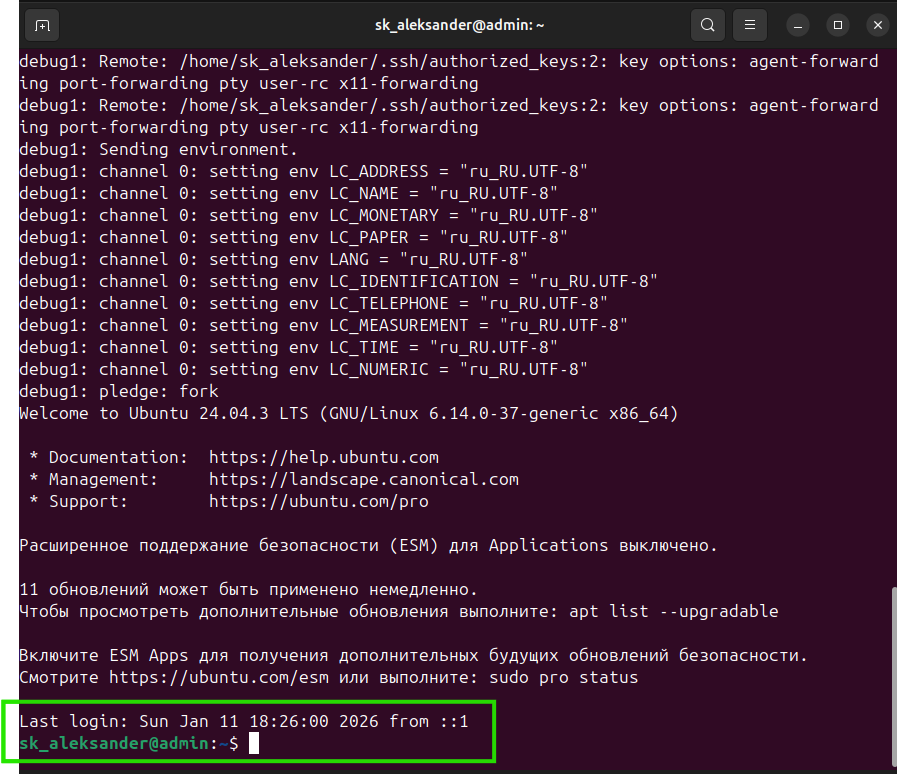 sk_aleksander@admin: ~
debug1: Remote: /home/sk_aleksander/.ssh/authorized_keys:2: key options: agent-forward
ing port-forwarding pty user-rc x11-forwarding
debug1: Remote: /home/sk_aleksander/.ssh/authorized_keys:2: key options: agent-forward
ing port-forwarding pty user-rc x11-forwarding
debug1: Sending environment.
debug1: channel 0: setting env LC_ADDRESS = "ru_RU.UTF-8"
debug1: channel 0: setting env LC_NAME = "ru_RU.UTF-8"
debug1: channel 0: setting env LC_MONETARY = "ru_RU.UTF-8"
debug1: channel 0: setting env LC_PAPER = "ru_RU.UTF-8"
debug1: channel 0: setting env LANG = "ru_RU.UTF-8"
debug1: channel 0: setting env LC_IDENTIFICATION = "ru_RU.UTF-8"
debug1: channel 0: setting env LC_TELEPHONE = "ru_RU.UTF-8"
debug1: channel 0: setting env LC_MEASUREMENT = "ru_RU.UTF-8"
debug1: channel 0: setting env LC_TIME = "ru_RU.UTF-8"
debug1: channel 0: setting env LC_NUMERIC = "ru_RU.UTF-8"
debug1: pledge: fork
Welcome to Ubuntu 24.04.3 LTS (GNU/Linux 6.14.0-37-generic x86_64)
* Documentation:  https://help.ubuntu.com
* Management:     https://landscape.canonical.com
* Support:        https://ubuntu.com/pro
Расширенное поддержание безопасности (ESM) для Applications выключено.
11 обновлений может быть применено немедленно.
Чтобы просмотреть дополнительные обновления выполните: apt list --upgradable
Включите ESM Apps для получения дополнительных будущих обновлений безопасности.
Смотрите https://ubuntu.com/esm или выполните: sudo pro status
Last login: Sun Jan 11 18:26:00 2026 from ::1
sk_aleksander@admin:~$